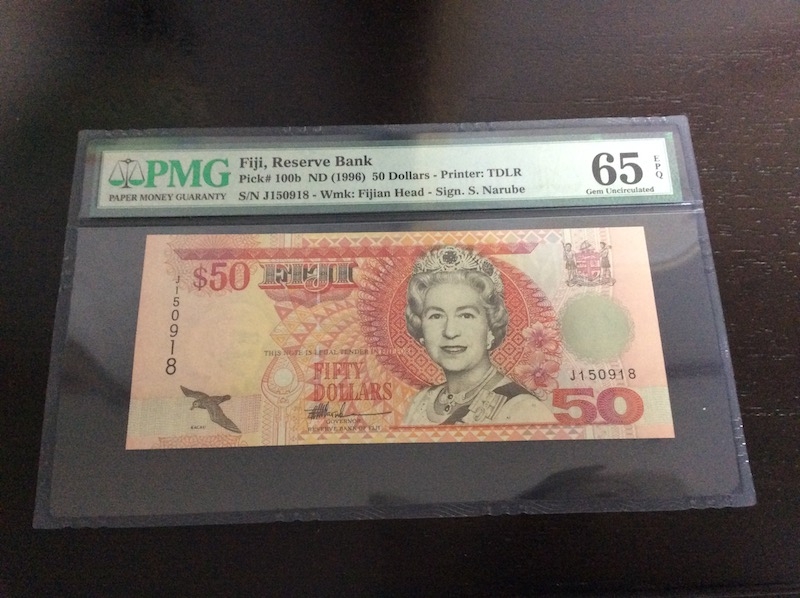 PMG
PAPER MONEY GUARANTY
Fiji, Reserve Bank
Pick# 100b ND (1996) 50 Dollars - Printer: TDLR
S/N J150918 - Wmk: Fijian Head - Sign. S. Narube
65 EPQ
Gem Uncirculated
$50 FIJI
J150918
THIS NOTE IS LEGAL TENDER IN
FIFTY
DOLLARS
GOVERNOR
RESERVE BANK OF FIJI
J150918
50